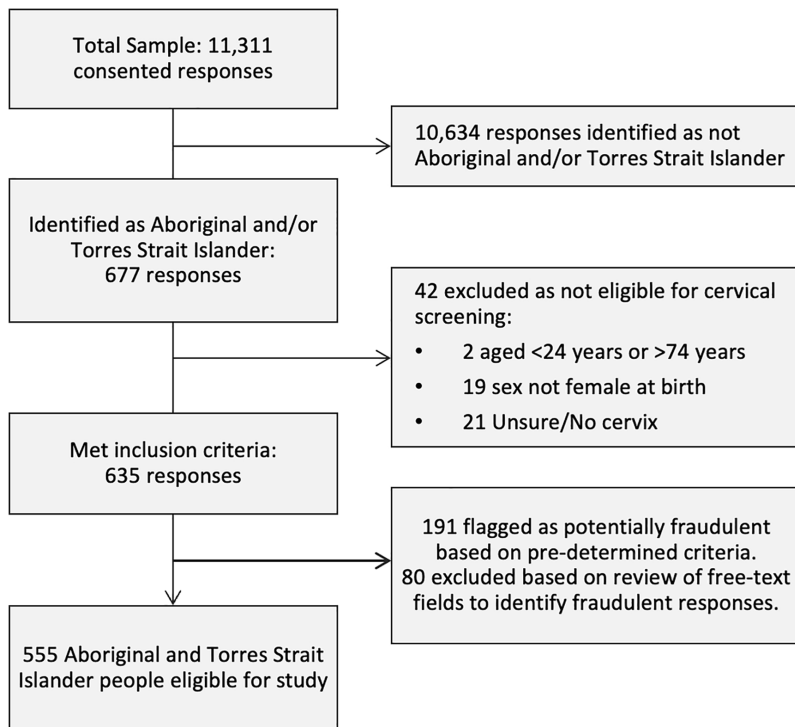 Total Sample: 11,311
consented responses
10,634 responses identified as not
Aboriginal and/or Torres Strait Islander
Identified as Aboriginal and/or
Torres Strait Islander:
677 responses
42 excluded as not eligible for cervical
screening:
• 2 aged <24 years or >74 years
• 19 sex not female at birth
• 21 Unsure/No cervix
Met inclusion criteria:
635 responses
191 flagged as potentially fraudulent
based on pre-determined criteria.
80 excluded based on review of free-text
fields to identify fraudulent responses.
555 Aboriginal and Torres Strait
Islander people eligible for study